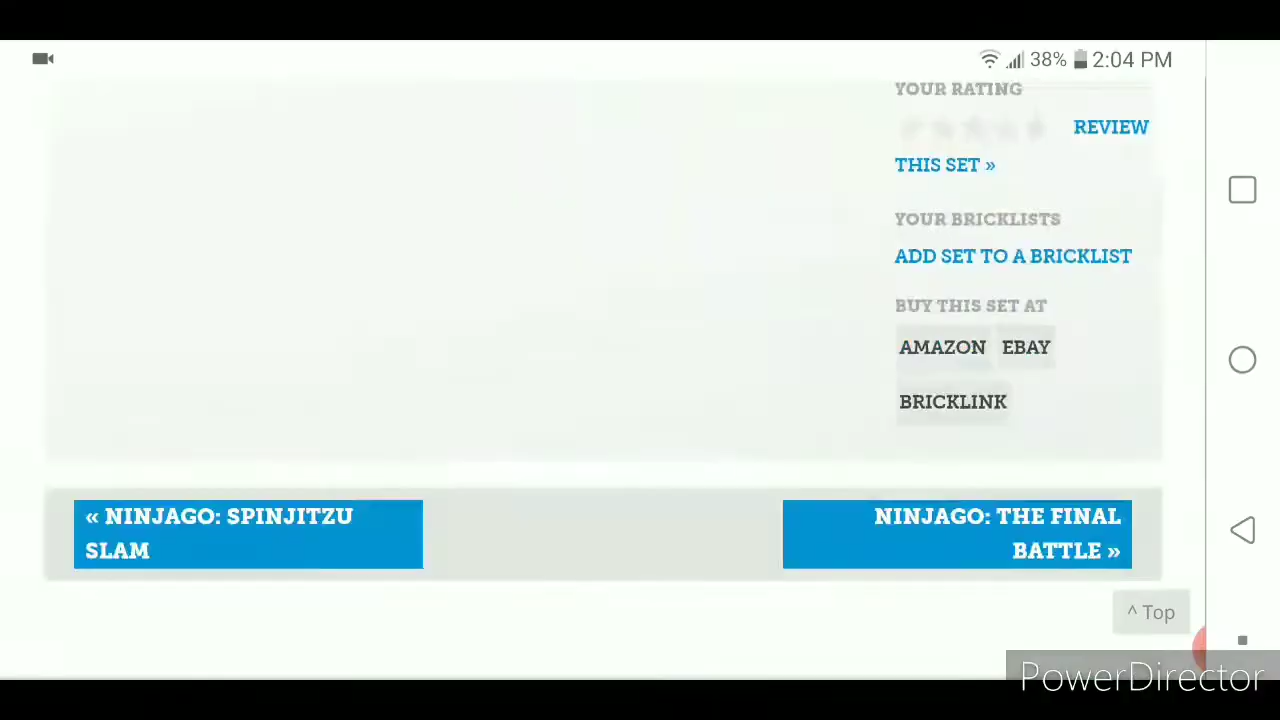 38% 2:04 PM
YOUR RATING
REVIEW
THIS SET »
YOUR BRICKLISTS
ADD SET TO A BRICKLIST
BUY THIS SET AT
AMAZON EBAY
BRICKLINK
« NINJAGO: SPINJITZU
SLAM
NINJAGO: THE FINAL
BATTLE »
^ Top
PowerDirector